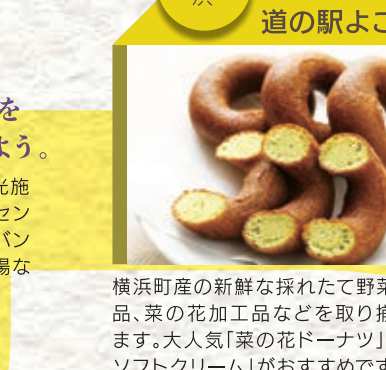 道の駅よこ
を
よう。
光施
セン
バン
場な
横浜町産の新鮮な採れたて野菜
品、菜の花加工品などを取り揃
ます。大人気「菜の花ドーナツ」
ソフトクリーム」がおすすめです